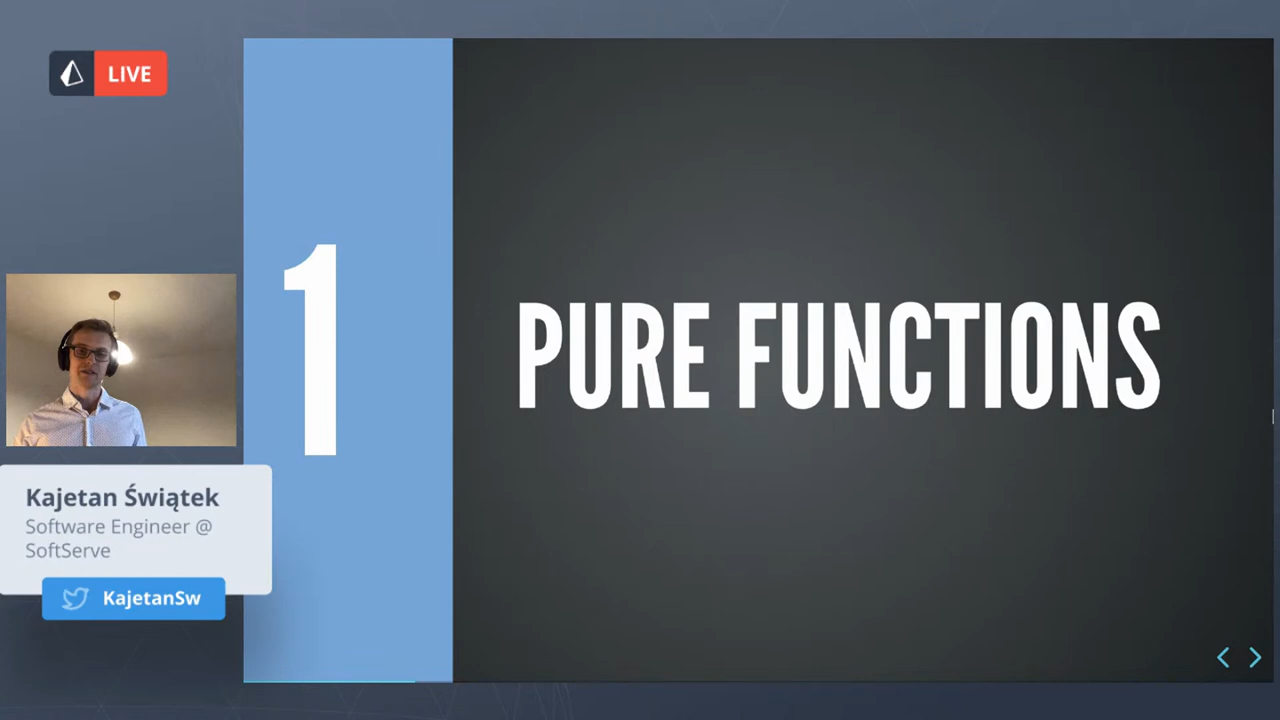 LIVE
1
PURE FUNCTIONS
Kajetan Świątek
Software Engineer @
SoftServe
KajetanSw